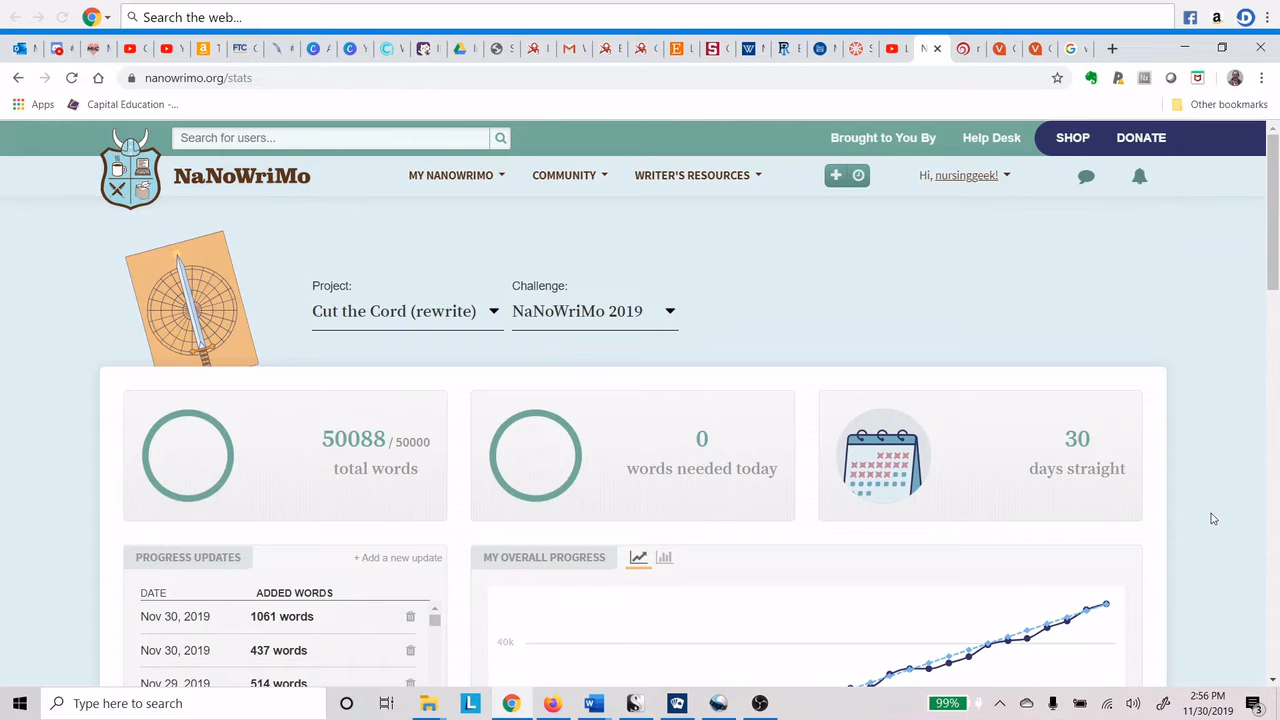 Search the web...
nanowrimo.org/stats
Apps
Capital Education -...
Other bookmarks
Search for users...
Brought to You By
Help Desk
SHOP
DONATE
NaNoWriMo
MY NANOWRIMO
COMMUNITY
WRITER'S RESOURCES
Hi, nursinggeek!
Project:
Challenge:
Cut the Cord (rewrite)
NaNoWriMo 2019
50088 / 50000
total words
0
words needed today
30
days straight
PROGRESS UPDATES
+ Add a new update
MY OVERALL PROGRESS
DATE
ADDED WORDS
Nov 30, 2019
1061 words
Nov 30, 2019
437 words
Nov 29, 2019
514 words
40k
Type here to search
99%
2:56 PM
11/30/2019
3